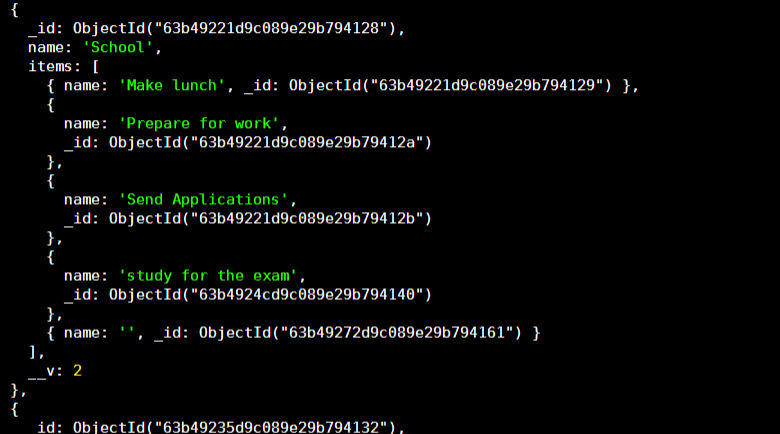 {
  _id: ObjectId("63b49221d9c089e29b794128"),
  name: 'School',
  items: [
    { name: 'Make lunch', _id: ObjectId("63b49221d9c089e29b794129") },
    {
      name: 'Prepare for work',
      _id: ObjectId("63b49221d9c089e29b79412a")
    },
    {
      name: 'Send Applications',
      _id: ObjectId("63b49221d9c089e29b79412b")
    },
    {
      name: 'study for the exam',
      _id: ObjectId("63b4924cd9c089e29b794140")
    },
    { name: '', _id: ObjectId("63b49272d9c089e29b794161") }
  ],
  __v: 2
},
{
  _id: ObjectId("63b49235d9c089e29b794132"),